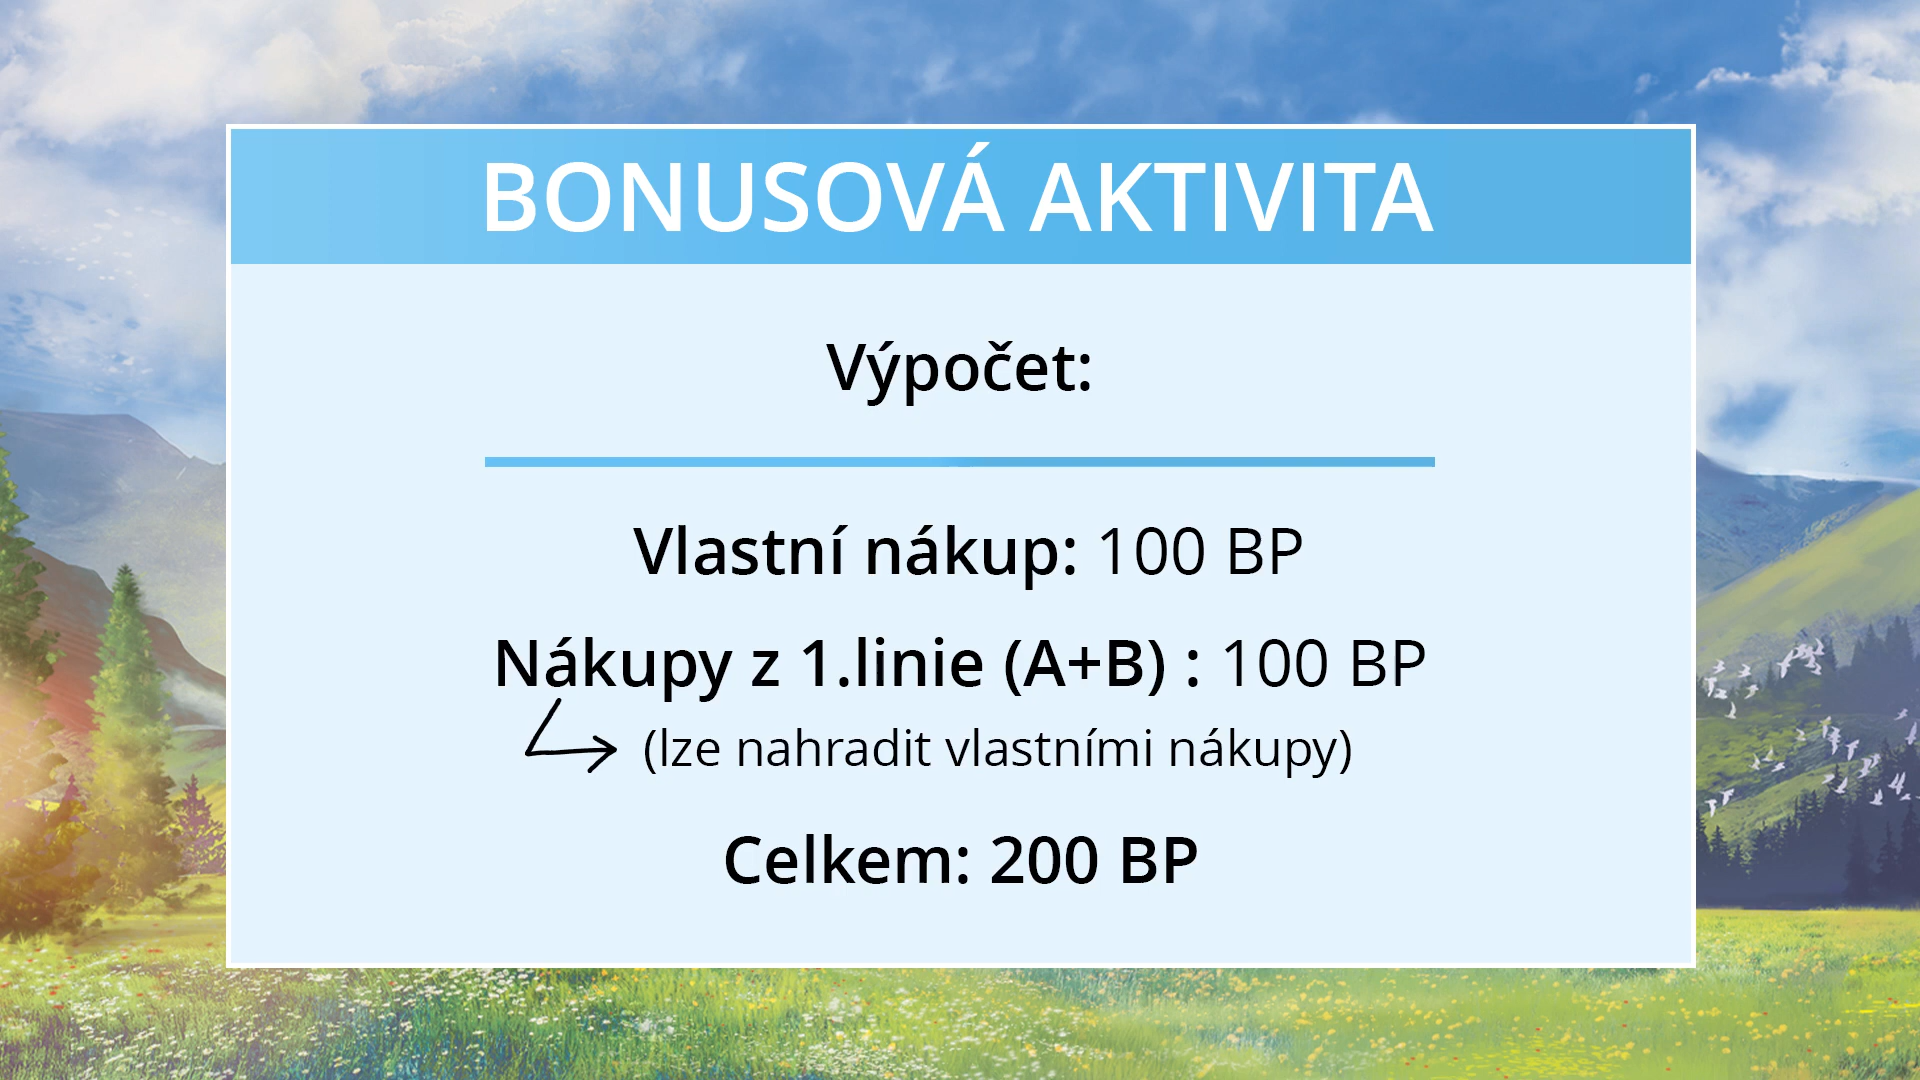 BONUSOVÁ AKTIVITA
Výpočet:
Vlastní nákup: 100 BP
Nákupy z 1.linie (A+B) : 100 BP
(lze nahradit vlastními nákupy)
Celkem: 200 BP